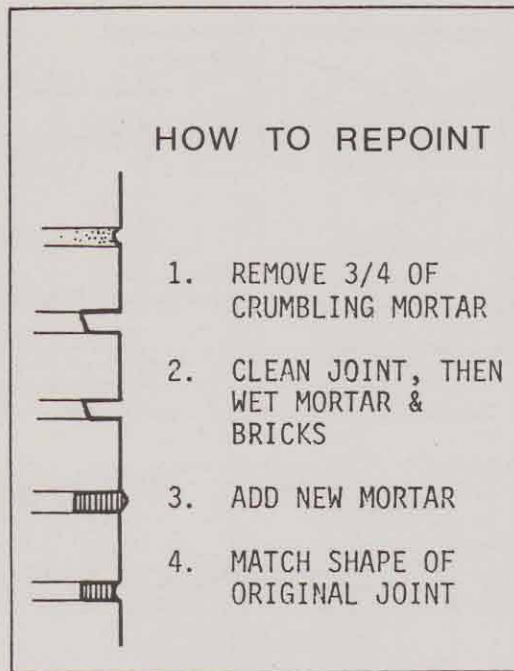 HOW TO REPOINT
1. REMOVE 3/4 OF
CRUMBLING MORTAR
2. CLEAN JOINT, THEN
WET MORTAR &
BRICKS
3. ADD NEW MORTAR
4. MATCH SHAPE OF
ORIGINAL JOINT